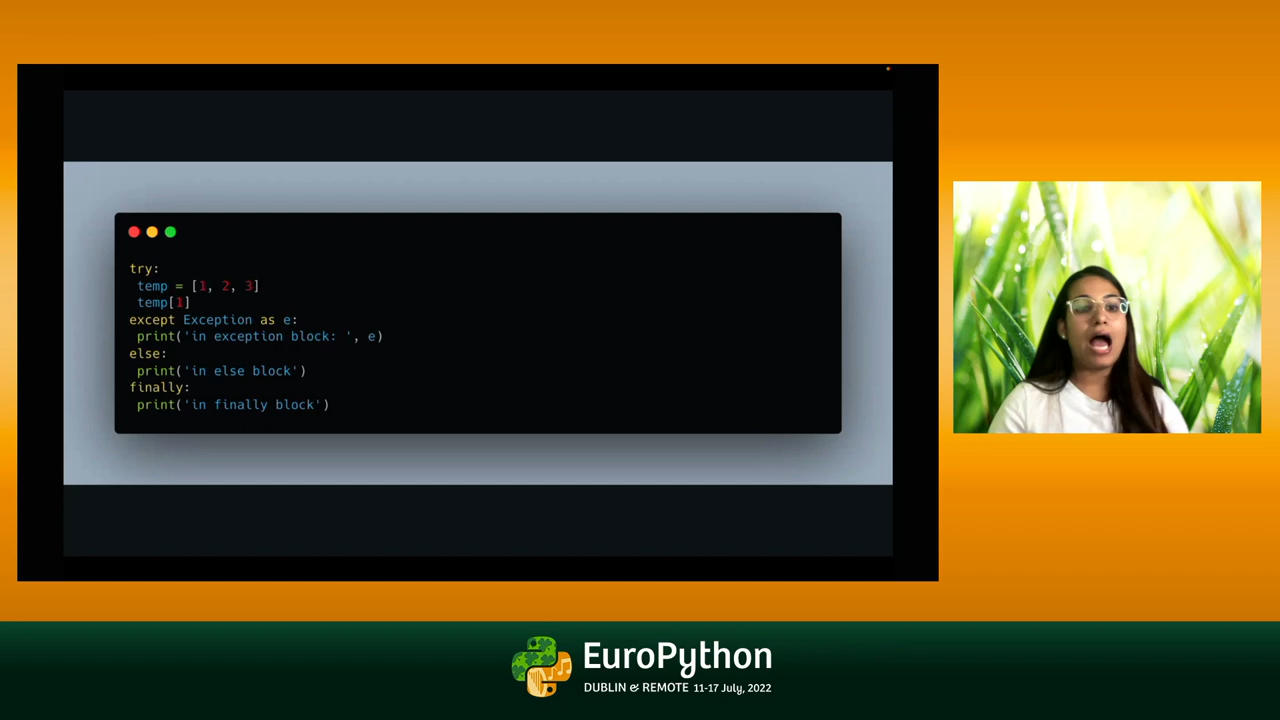 try:
 temp = [1, 2, 3]
 temp[1]
except Exception as e:
 print('in exception block: ', e)
else:
 print('in else block')
finally:
 print('in finally block')
EuroPython
DUBLIN & REMOTE 11-17 July, 2022